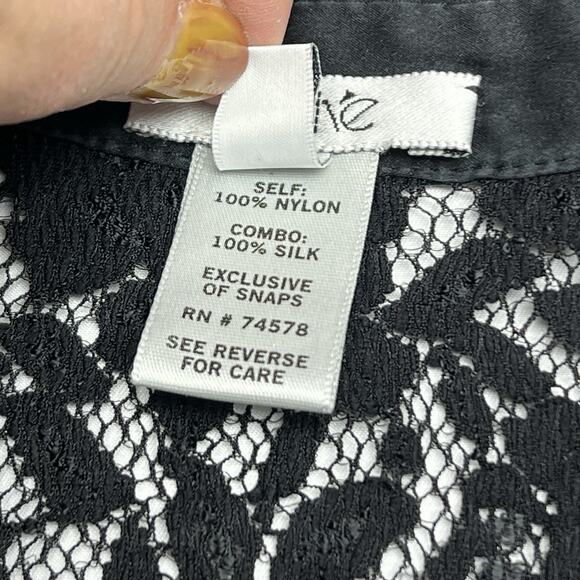 SELF:
100% NYLON
COMBO:
100% SILK
EXCLUSIVE
OF SNAPS
RN # 74578
SEE REVERSE
FOR CARE